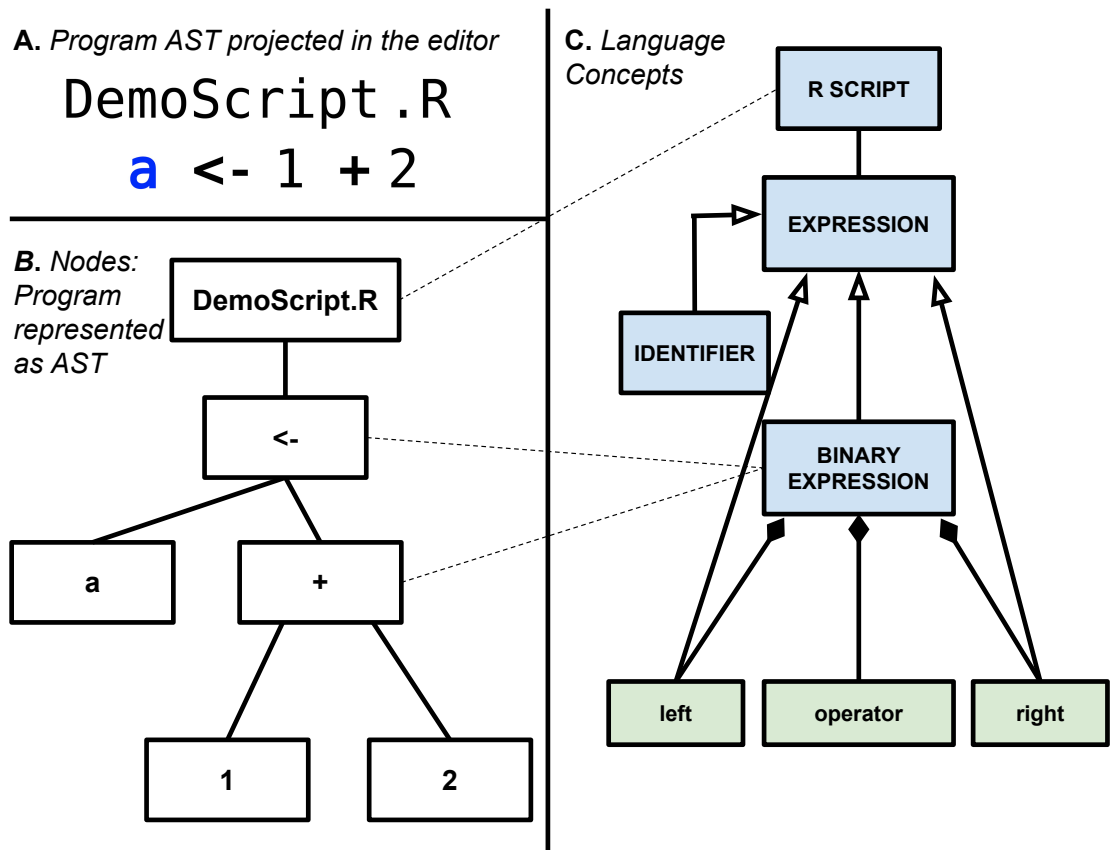 A. Program AST projected in the editor
DemoScript.R
a <- 1 + 2
B. Nodes:
Program
represented
as AST
DemoScript.R
<-
a
+
1
2
C. Language
Concepts
R SCRIPT
EXPRESSION
IDENTIFIER
BINARY
EXPRESSION
left
operator
right